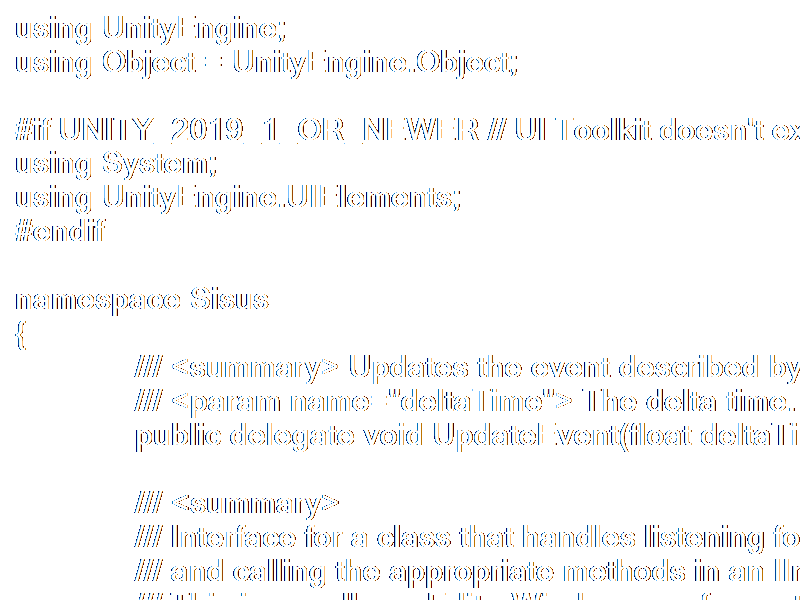 using UnityEngine;
using Object = UnityEngine.Object;
#if UNITY_2019_1_OR_NEWER // UI Toolkit doesn't ex
using System;
using UnityEngine.UIElements;
#endif
namespace Sisus
{
//// <summary> Updates the event described by
//// <param name="deltaTime"> The delta time.
public delegate void UpdateEvent(float deltaTi
//// <summary>
//// Interface for a class that handles listening fo
//// and calling the appropriate methods in an